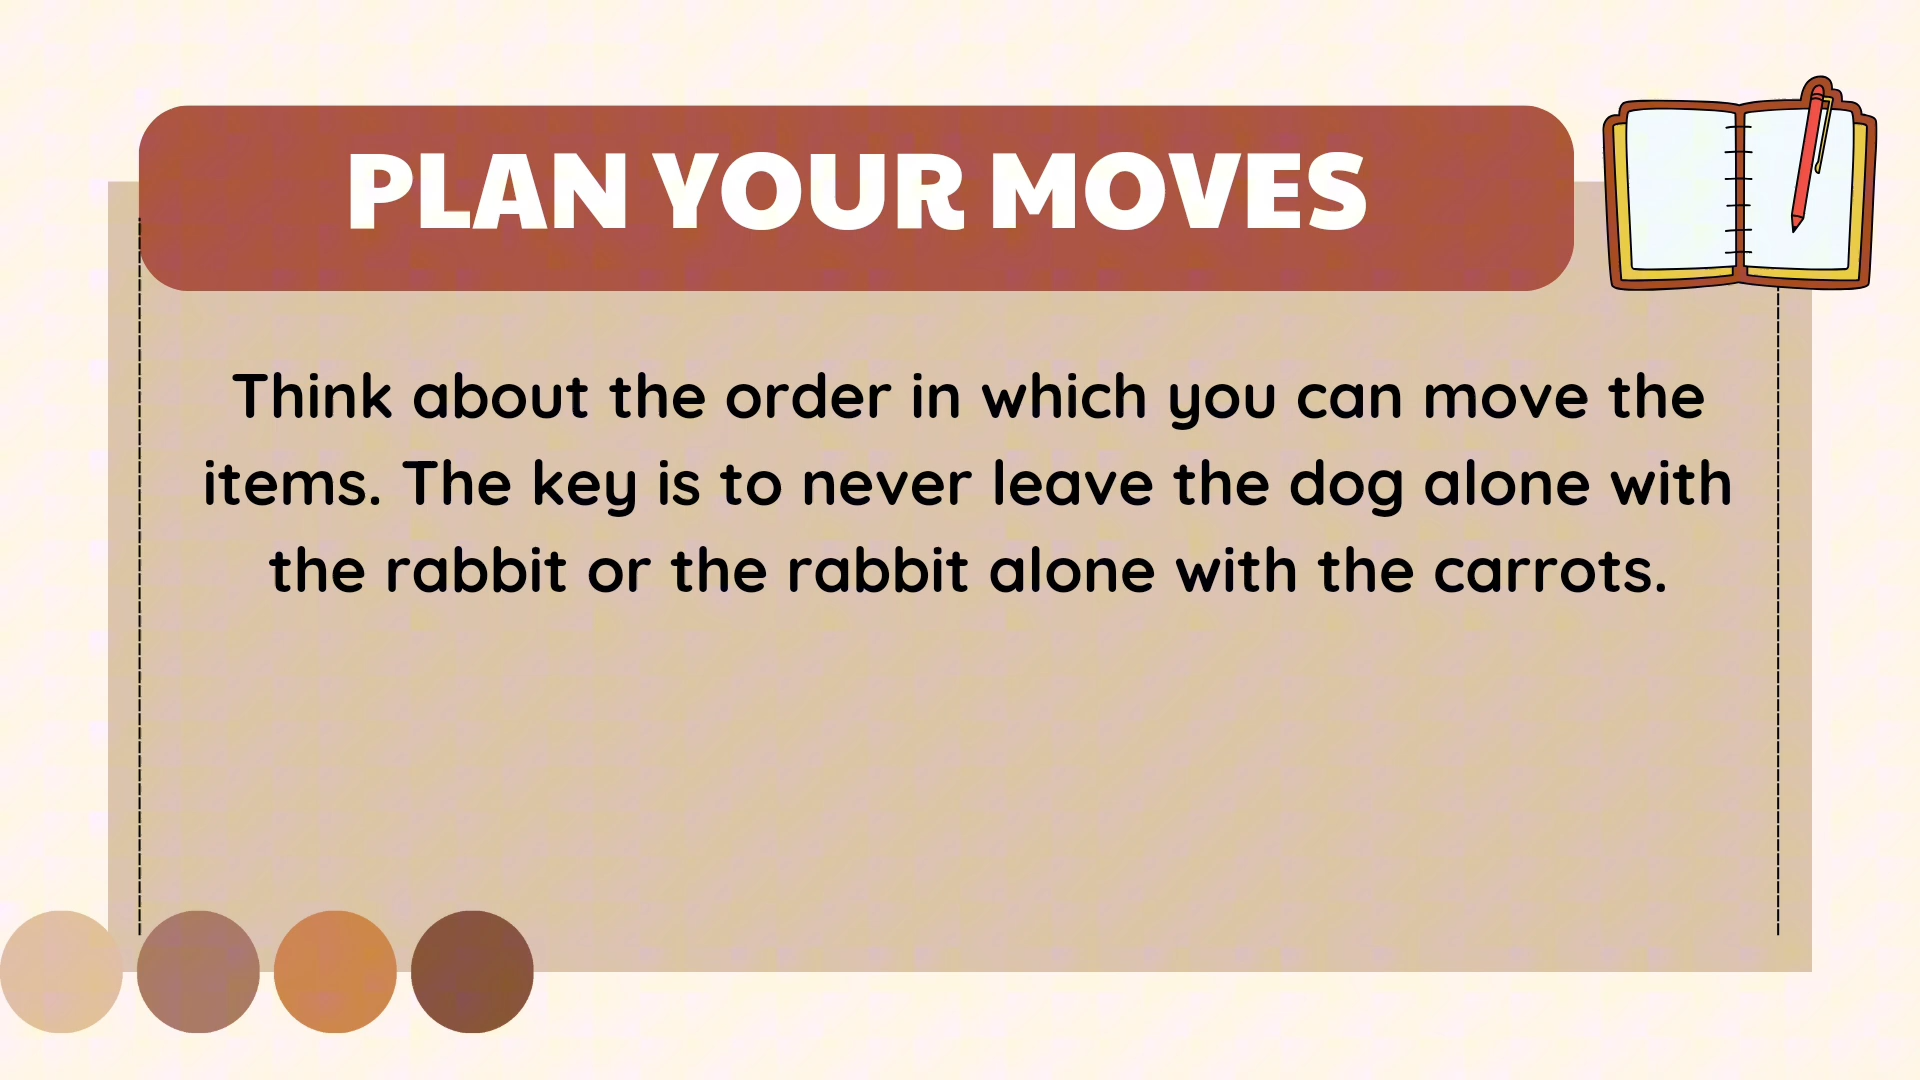 PLAN YOUR MOVES
Think about the order in which you can move the
items. The key is to never leave the dog alone with
the rabbit or the rabbit alone with the carrots.